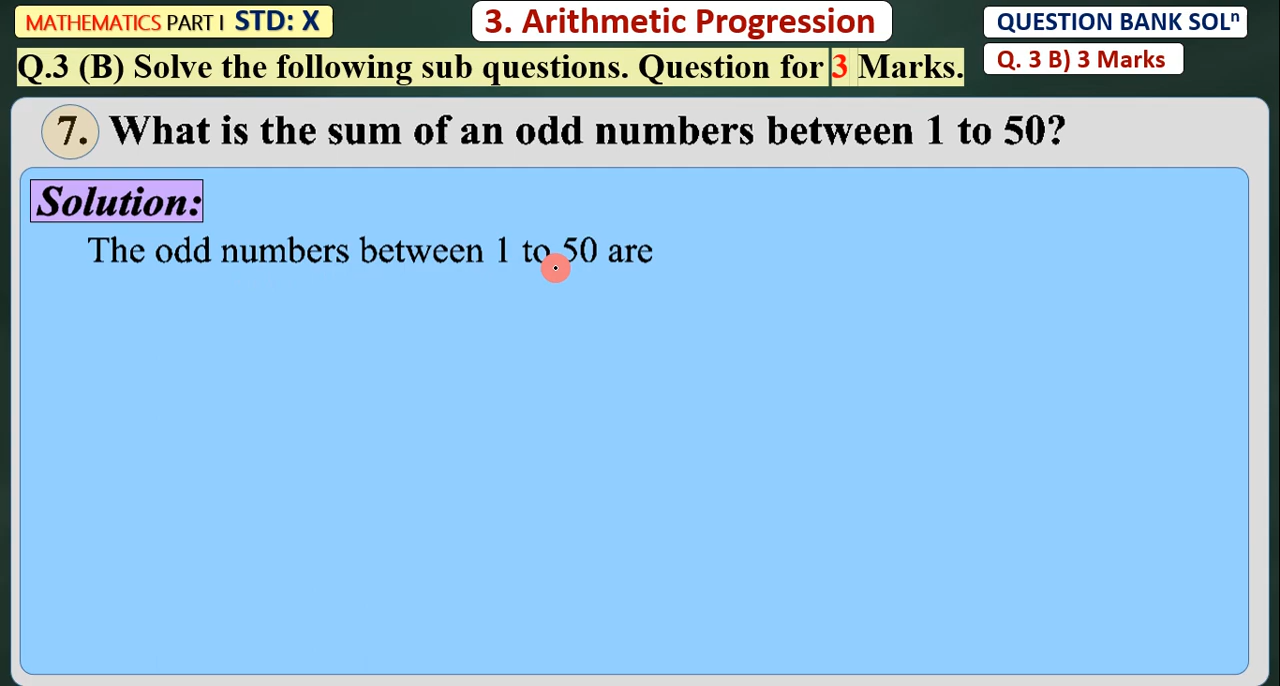 MATHEMATICS PART I STD: X
3. Arithmetic Progression
QUESTION BANK SOLⁿ
Q.3 (B) Solve the following sub questions. Question for 3 Marks.
Q. 3 B) 3 Marks
7. What is the sum of an odd numbers between 1 to 50?
Solution:
The odd numbers between 1 to 50 are